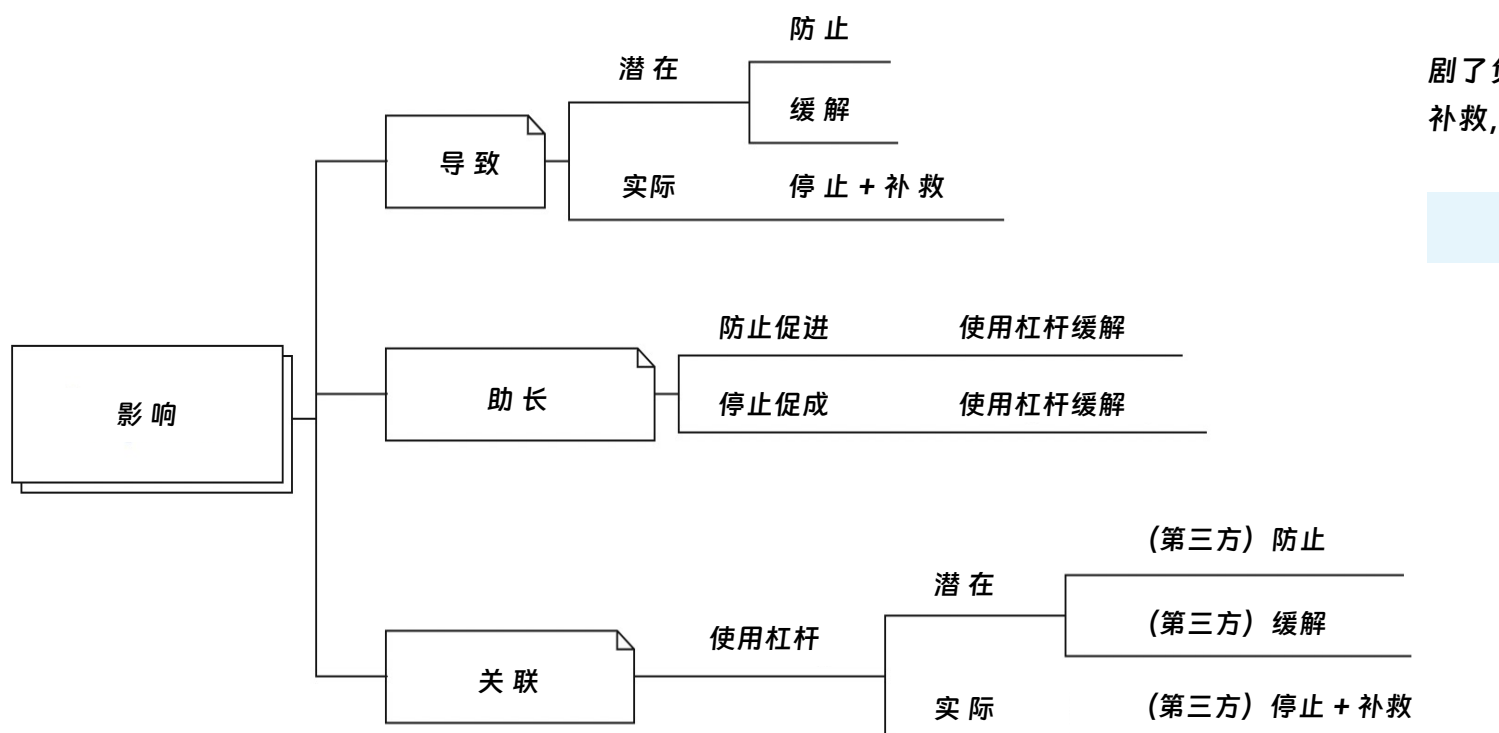 防止
潜在
缓解
导致
实际 停止 + 补救
防止促进 使用杠杆缓解
助长
停止促成 使用杠杆缓解
影响
(第三方) 防止
潜在
(第三方) 缓解
使用杠杆
关联
实际 (第三方) 停止 + 补救
剧了
补救,